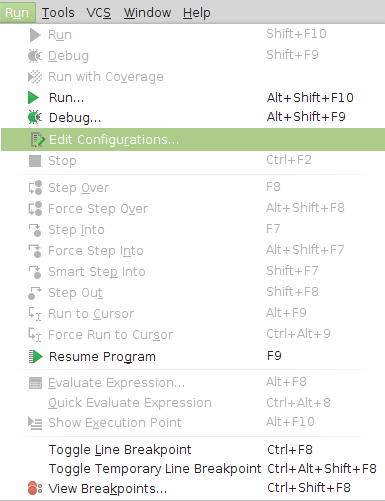 Run Tools VCS Window Help
Run Shift+F10
Debug Shift+F9
Run with Coverage
Run... Alt+Shift+F10
Debug... Alt+Shift+F9
Edit Configurations...
Stop Ctrl+F2
Step Over F8
Force Step Over Alt+Shift+F8
Step Into F7
Force Step Into Alt+Shift+F7
Smart Step Into Shift+F7
Step Out Shift+F8
Run to Cursor Alt+F9
Force Run to Cursor Ctrl+Alt+9
Resume Program F9
Evaluate Expression... Alt+F8
Quick Evaluate Expression Ctrl+Alt+8
Show Execution Point Alt+F10
Toggle Line Breakpoint Ctrl+F8
Toggle Temporary Line Breakpoint Ctrl+Alt+Shift+F8
View Breakpoints... Ctrl+Shift+F8